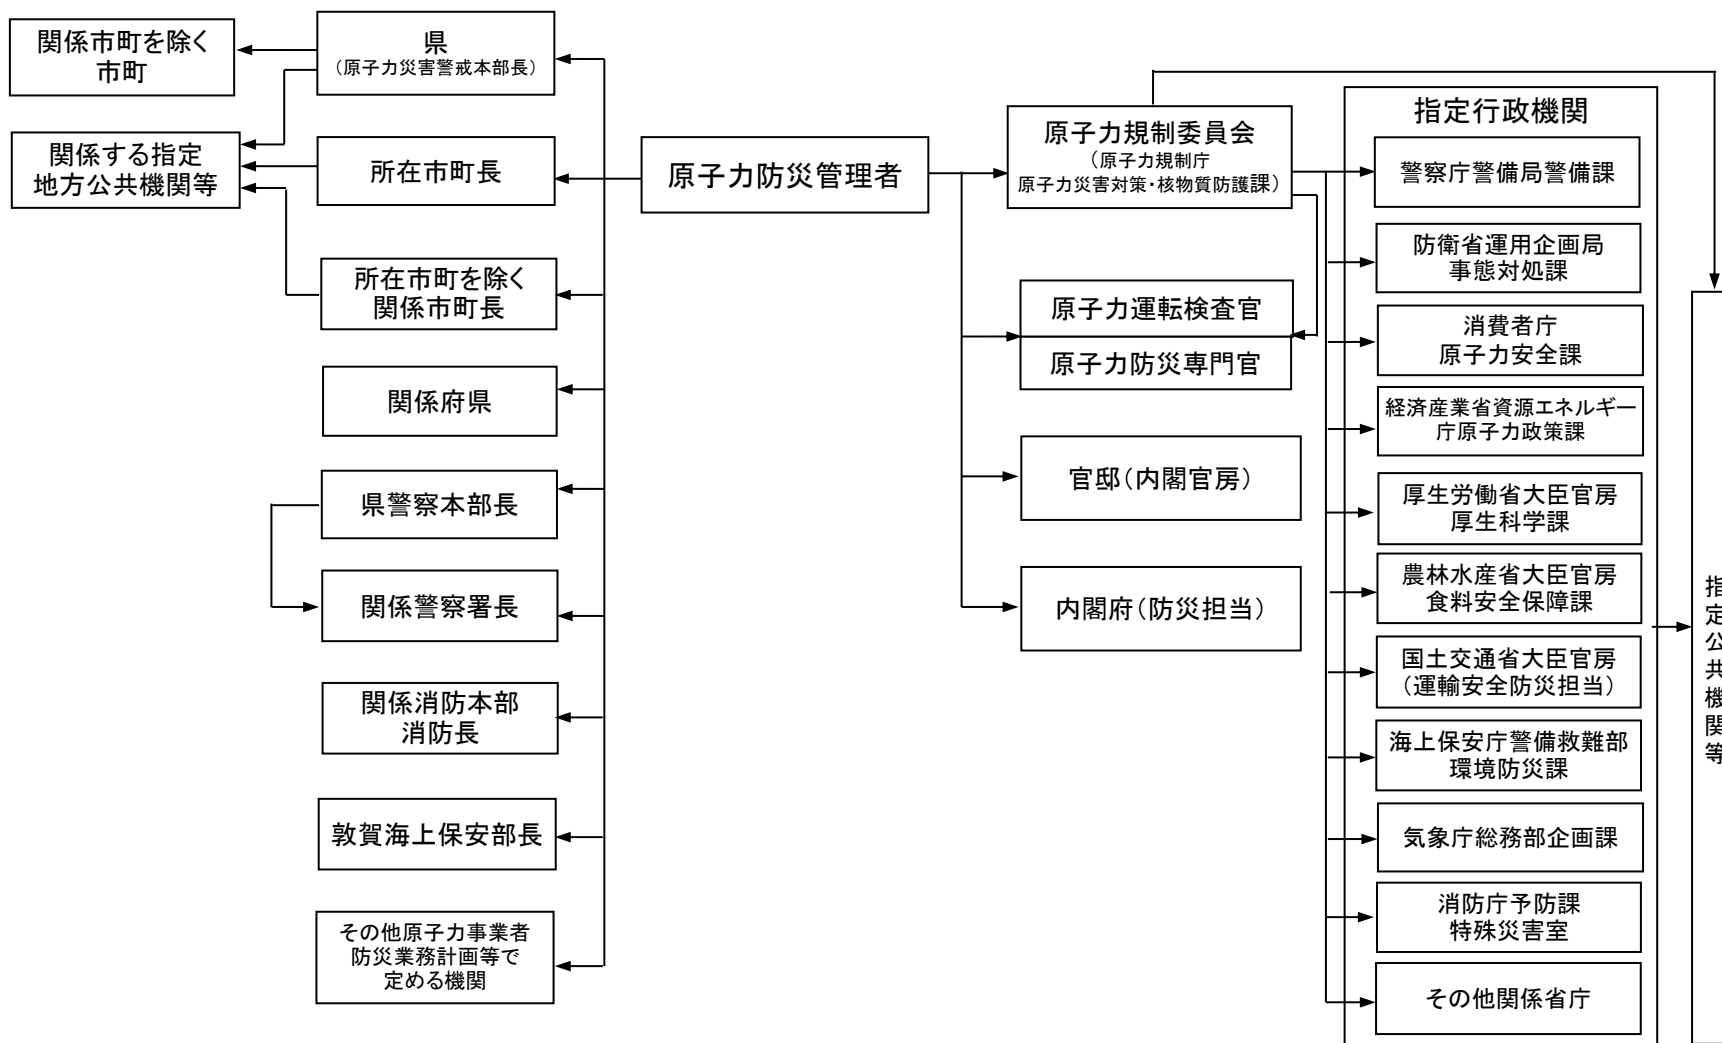 関係市町を除く
市町
県
（原子力災害警戒本部長）
関係する指定
地方公共機関等
所在市町長
所在市町を除く
関係市町長
関係府県
県警察本部長
関係警察署長
関係消防本部
消防長
敦賀海上保安部長
その他原子力事業者
防災業務計画等で
定める機関
原子力防災管理者
原子力規制委員会
（原子力規制庁
原子力災害対策・核物質防護課）
原子力運転検査官
原子力防災専門官
官邸（内閣官房）
内閣府（防災担当）
指定行政機関
警察庁警備局警備課
防衛省運用企画局
事態対処課
消費者庁
原子力安全課
経済産業省資源エネルギー
庁原子力政策課
厚生労働省大臣官房
厚生科学課
農林水産省大臣官房
食料安全保障課
国土交通省大臣官房
（運輸安全防災担当）
海上保安庁警備救難部
環境防災課
気象庁総務部企画課
消防庁予防課
特殊災害室
その他関係省庁
指定公共機関等